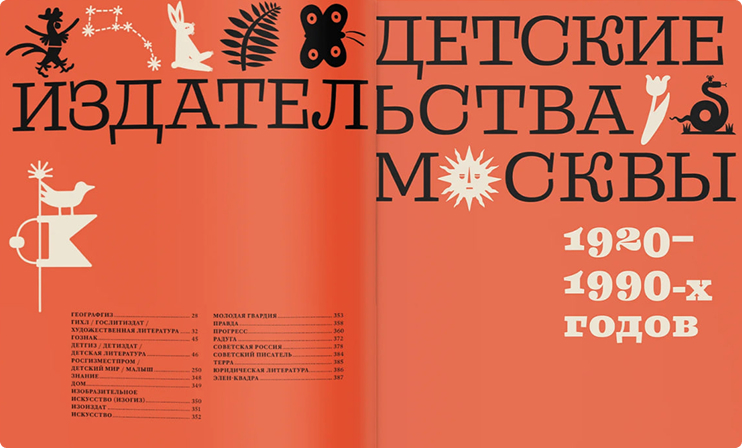 ДЕТСКИЕ
ИЗДАТЕЛЬСТВА
МОСКВЫ
1920–
1990-х
годов
ГЕОГРАФГИЗ 28
ГИХЛ / ГОСЛИТИЗДАТ /
ХУДОЖЕСТВЕННАЯ ЛИТЕРАТУРА 32
ГОЗНАК 45
ДЕТГИЗ / ДЕТИЗДАТ /
ДЕТСКАЯ ЛИТЕРАТУРА 46
РОСГИЗМЕСТПРОМ /
ДЕТСКИЙ МИР / МАЛЫШ 250
ЗНАНИЕ 348
ДОМ 349
ИЗОБРАЗИТЕЛЬНОЕ
ИСКУССТВО (ИЗОГИЗ) 350
ИЗОИЗДАТ 351
ИСКУССТВО 352
МОЛОДАЯ ГВАРДИЯ 353
ПРАВДА 358
ПРОГРЕСС 360
РАДУГА 372
СОВЕТСКАЯ РОССИЯ 378
СОВЕТСКИЙ ПИСАТЕЛЬ 384
ТЕРРА 385
ЮРИДИЧЕСКАЯ ЛИТЕРАТУРА 386
ЭЛЕН-КВАДРА 387